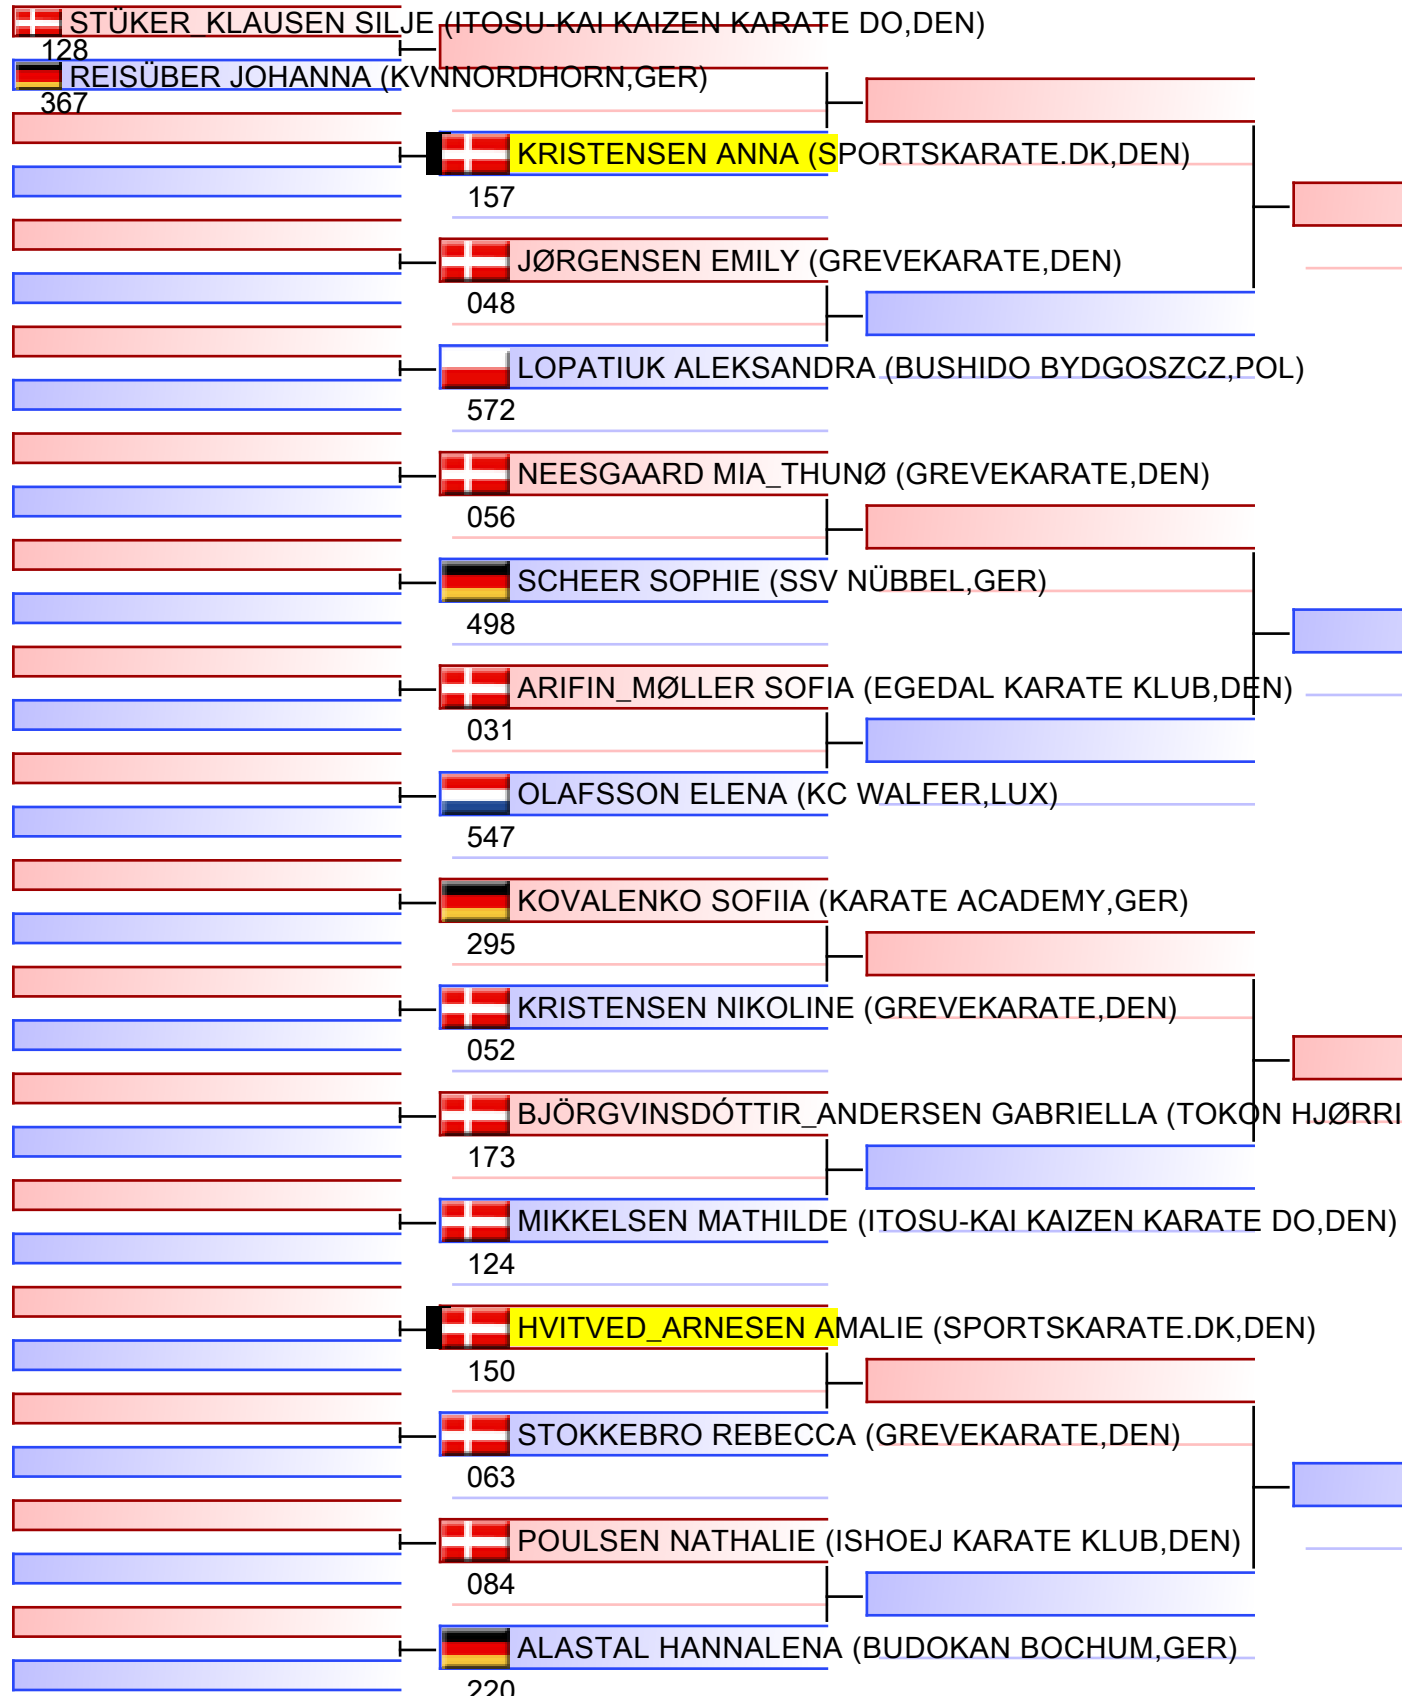 STÜKER_KLAUSEN SILJE (ITOSU-KAI KAIZEN KARATE DO,DEN)
128
REISÜBER JOHANNA (KVNNORDHORN,GER)
367
KRISTENSEN ANNA (SPORTSKARATE.DK,DEN)
157
JØRGENSEN EMILY (GREVEKARATE,DEN)
048
LOPATIUK ALEKSANDRA (BUSHIDO BYDGOSZCZ,POL)
572
NEESGAARD MIA_THUNØ (GREVEKARATE,DEN)
056
SCHEER SOPHIE (SSV NÜBBEL,GER)
498
ARIFIN_MØLLER SOFIA (EGEDAL KARATE KLUB,DEN)
031
OLAFSSON ELENA (KC WALFER,LUX)
547
KOVALENKO SOFIIA (KARATE ACADEMY,GER)
295
KRISTENSEN NIKOLINE (GREVEKARATE,DEN)
052
BJÖRGVINSDÓTTIR_ANDERSEN GABRIELLA (TOKON HJØRRI
173
MIKKELSEN MATHILDE (ITOSU-KAI KAIZEN KARATE DO,DEN)
124
HVITVED_ARNESEN AMALIE (SPORTSKARATE.DK,DEN)
150
STOKKEBRO REBECCA (GREVEKARATE,DEN)
063
POULSEN NATHALIE (ISHOEJ KARATE KLUB,DEN)
084
ALASTAL HANNALENA (BUDOKAN BOCHUM,GER)
220